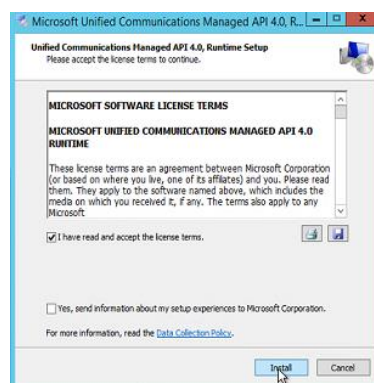 Microsoft Unified Communications Managed API 4.0, R...
Unified Communications Managed API 4.0, Runtime Setup
Please accept the license terms to continue.
MICROSOFT SOFTWARE LICENSE TERMS
MICROSOFT UNIFIED COMMUNICATIONS MANAGED API 4.0
RUNTIME
These license terms are an agreement between Microsoft Corporation
(or based on where you live, one of its affiliates) and you. Please read
them. They apply to the software named above, which includes the
media on which you received it, if any. The terms also apply to any
Microsoft
I have read and accept the license terms.
Yes, send information about my setup experiences to Microsoft Corporation.
For more information, read the Data Collection Policy.
Install
Cancel